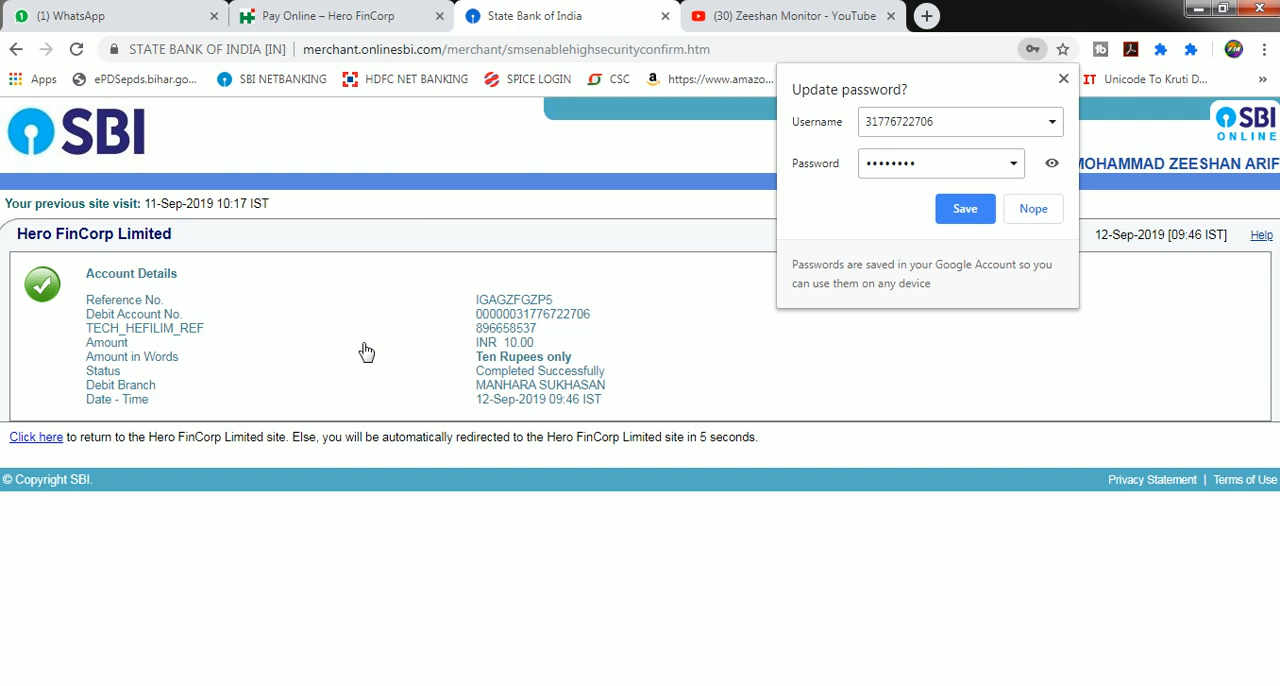 (1) WhatsApp
Pay Online – Hero FinCorp
State Bank of India
(30) Zeeshan Monitor - YouTube
STATE BANK OF INDIA [IN] | merchant.onlinesbi.com/merchant/smsenablehighsecurityconfirm.htm
Apps
ePDSepds.bihar.go...
SBI NETBANKING
HDFC NET BANKING
SPICE LOGIN
CSC
https://www.amazo...
Unicode To Kruti D...
»
Update password?
Username 31776722706
Password ••••••••
Save Nope
Passwords are saved in your Google Account so you
can use them on any device
SBI
SBI
ONLINE
MOHAMMAD ZEESHAN ARIF
Your previous site visit: 11-Sep-2019 10:17 IST
Hero FinCorp Limited
12-Sep-2019 [09:46 IST] Help
Account Details
Reference No. IGAGZFGZP5
Debit Account No. 00000031776722706
TECH_HEFILIM_REF 896658537
Amount INR 10.00
Amount in Words Ten Rupees only
Status Completed Successfully
Debit Branch MANHARA SUKHASAN
Date - Time 12-Sep-2019 09:46 IST
Click here to return to the Hero FinCorp Limited site. Else, you will be automatically redirected to the Hero FinCorp Limited site in 5 seconds.
© Copyright SBI.
Privacy Statement | Terms of Use